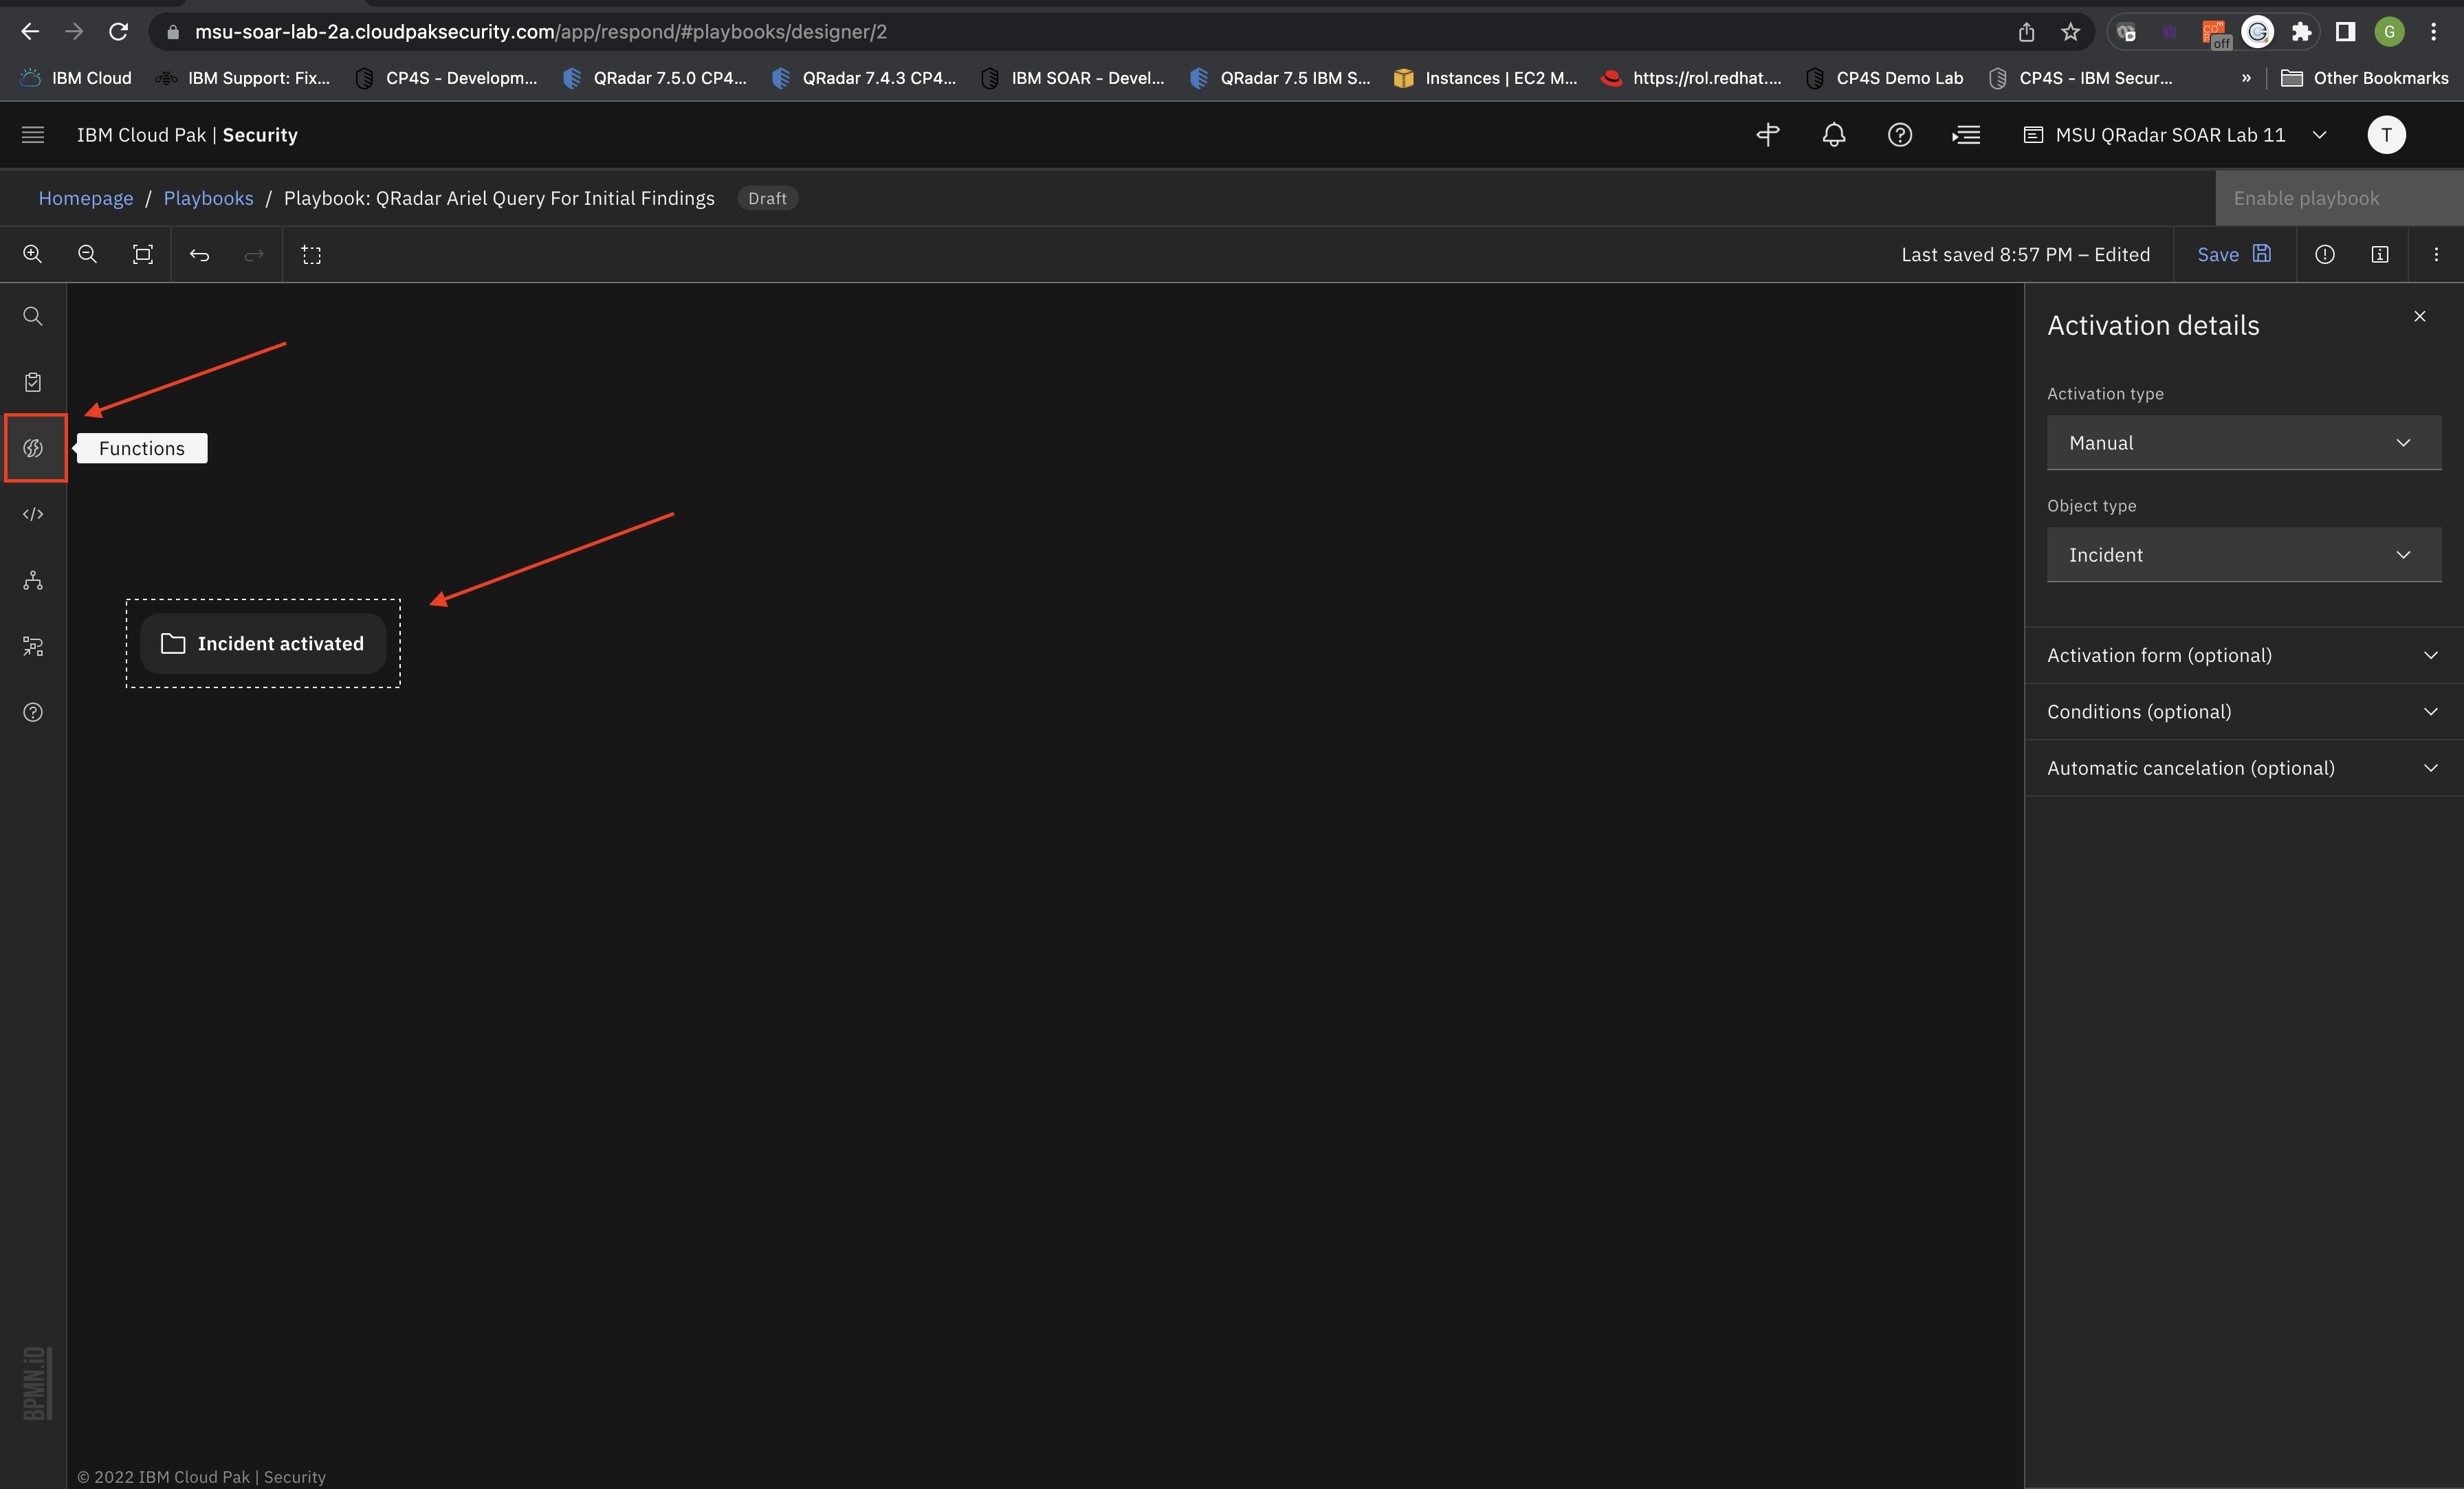 msu-soar-lab-2a.cloudpaksecurity.com/app/respond/#playbooks/designer/2
off
G
IBM Cloud
IBM Support: Fix...
CP4S - Developm...
QRadar 7.5.0 CP4...
QRadar 7.4.3 CP4...
IBM SOAR - Devel...
QRadar 7.5 IBM S...
Instances | EC2 M...
https://rol.redhat....
CP4S Demo Lab
CP4S - IBM Secur...
»
Other Bookmarks
IBM Cloud Pak | Security
MSU QRadar SOAR Lab 11
T
Homepage / Playbooks / Playbook: QRadar Ariel Query For Initial Findings
Draft
Enable playbook
Last saved 8:57 PM – Edited
Save
Functions
Incident activated
Activation details
Activation type
Manual
Object type
Incident
Activation form (optional)
Conditions (optional)
Automatic cancelation (optional)
BPMN.iO
© 2022 IBM Cloud Pak | Security